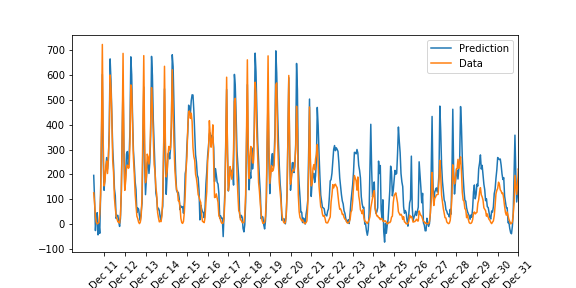 700
600
500
400
300
200
100
0
−100
Prediction
Data
Dec 11
Dec 12
Dec 13
Dec 14
Dec 15
Dec 16
Dec 17
Dec 18
Dec 19
Dec 20
Dec 21
Dec 22
Dec 23
Dec 24
Dec 25
Dec 26
Dec 27
Dec 28
Dec 29
Dec 30
Dec 31